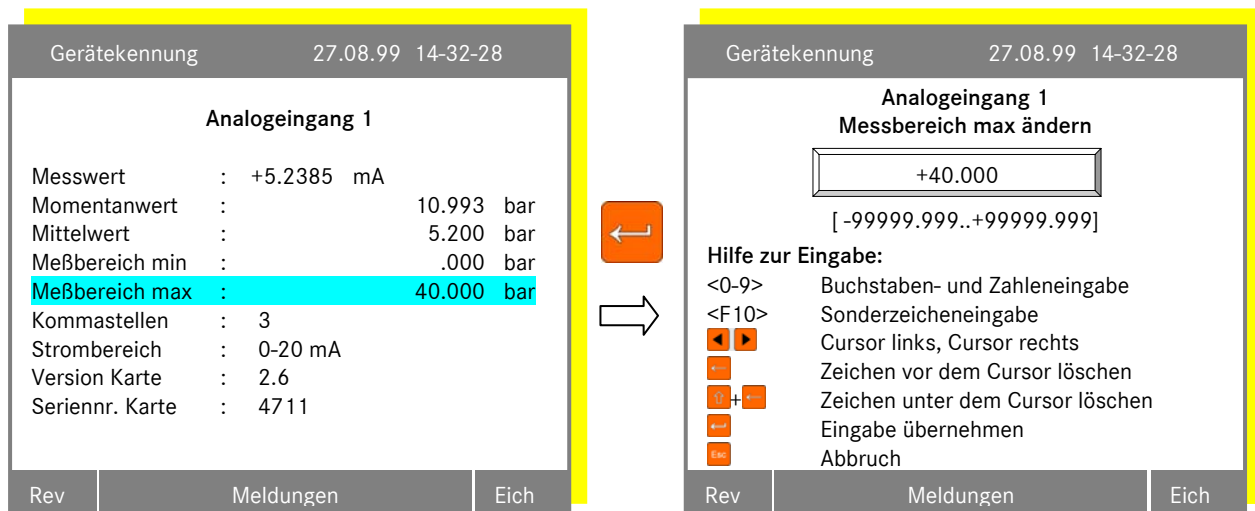 Gerätekennung 27.08.99 14-32-28
Analogeingang 1
Messwert : +5.2385 mA
Momentanwert : 10.993 bar
Mittelwert : 5.200 bar
Meßbereich min : .000 bar
Meßbereich max : 40.000 bar
Kommastellen : 3
Strombereich : 0-20 mA
Version Karte : 2.6
Seriennr. Karte : 4711
Rev Meldungen Eich
Gerätekennung 27.08.99 14-32-28
Analogeingang 1
Messbereich max ändern
+40.000
[ -99999.999..+99999.999]
Hilfe zur Eingabe:
<0-9> Buchstaben- und Zahleneingabe
<F10> Sonderzeicheneingabe
Cursor links, Cursor rechts
Zeichen vor dem Cursor löschen
+ Zeichen unter dem Cursor löschen
Eingabe übernehmen
Esc Abbruch
Rev Meldungen Eich